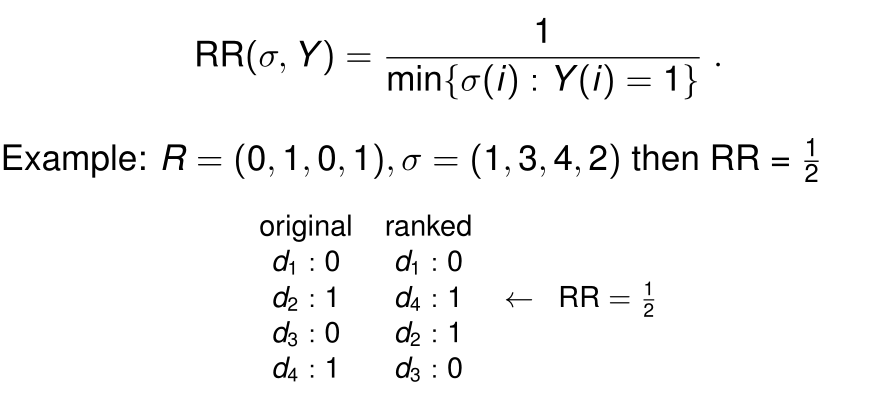 RR(σ, Y) = 1 / min{σ(i) : Y(i) = 1} .
Example: R = (0, 1, 0, 1), σ = (1, 3, 4, 2) then RR = 1/2
original ranked
d₁ : 0 d₁ : 0
d₂ : 1 d₄ : 1 ← RR = 1/2
d₃ : 0 d₂ : 1
d₄ : 1 d₃ : 0